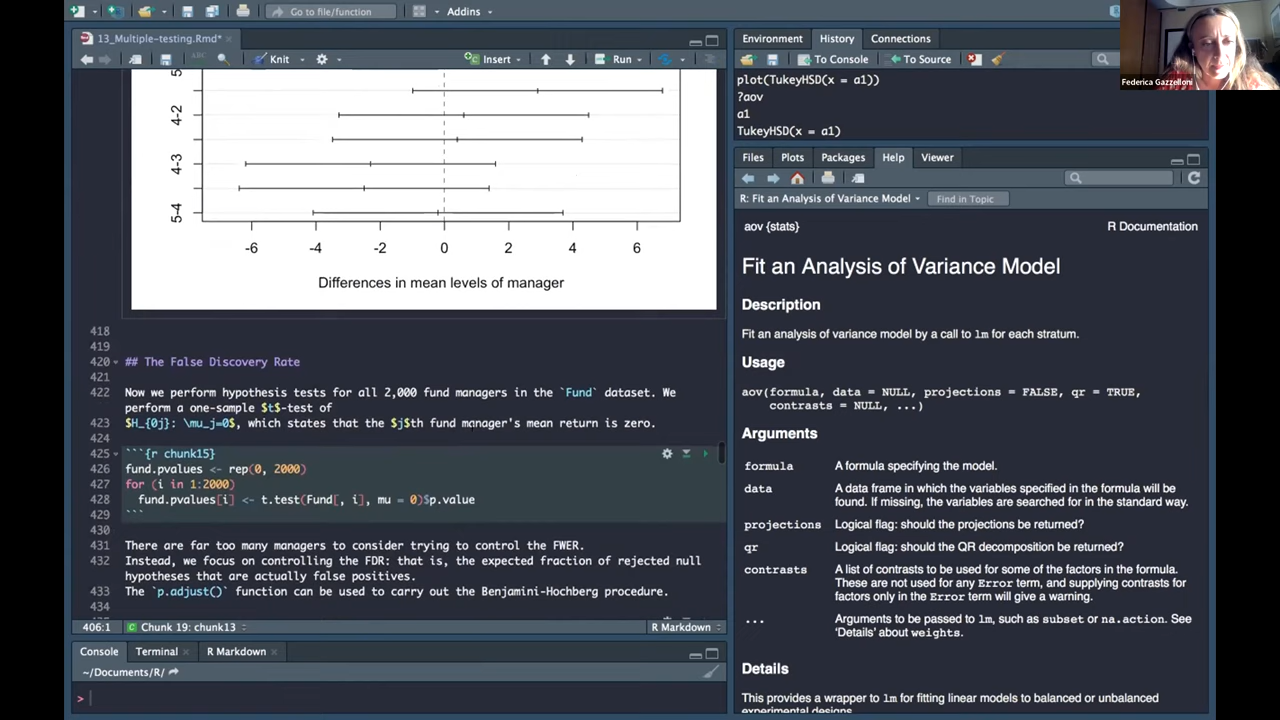 Go to file/function
Addins
Federica Gazzelloni
13_Multiple-testing.Rmd*
Knit
Insert
Run
5
4-2
4-3
5-4
-6 -4 -2 0 2 4 6
Differences in mean levels of manager
418
419
420 ## The False Discovery Rate
421
422 Now we perform hypothesis tests for all 2,000 fund managers in the `Fund` dataset. We
perform a one-sample $t$-test of
423 $H_{0j}: \mu_j=0$, which states that the $j$th fund manager's mean return is zero.
424
425 ```{r chunk15}
426 fund.pvalues <- rep(0, 2000)
427 for (i in 1:2000)
428 fund.pvalues[i] <- t.test(Fund[, i], mu = 0)$p.value
429 ```
430
431 There are far too many managers to consider trying to control the FWER.
432 Instead, we focus on controlling the FDR: that is, the expected fraction of rejected null
hypotheses that are actually false positives.
433 The `p.adjust()` function can be used to carry out the Benjamini-Hochberg procedure.
434
406:1 Chunk 19: chunk13 R Markdown
Console Terminal R Markdown
~/Documents/R/
>
Environment History Connections
To Console To Source
plot(TukeyHSD(x = a1))
?aov
a1
TukeyHSD(x = a1)
Files Plots Packages Help Viewer
R: Fit an Analysis of Variance Model Find in Topic
aov {stats} R Documentation
Fit an Analysis of Variance Model
Description
Fit an analysis of variance model by a call to lm for each stratum.
Usage
aov(formula, data = NULL, projections = FALSE, qr = TRUE,
contrasts = NULL, ...)
Arguments
formula A formula specifying the model.
data A data frame in which the variables specified in the formula will be
found. If missing, the variables are searched for in the standard way.
projections Logical flag: should the projections be returned?
qr Logical flag: should the QR decomposition be returned?
contrasts A list of contrasts to be used for some of the factors in the formula.
These are not used for any Error term, and supplying contrasts for
factors only in the Error term will give a warning.
... Arguments to be passed to lm, such as subset or na.action. See
‘Details’ about weights.
Details
This provides a wrapper to lm for fitting linear models to balanced or unbalanced
experimental designs.